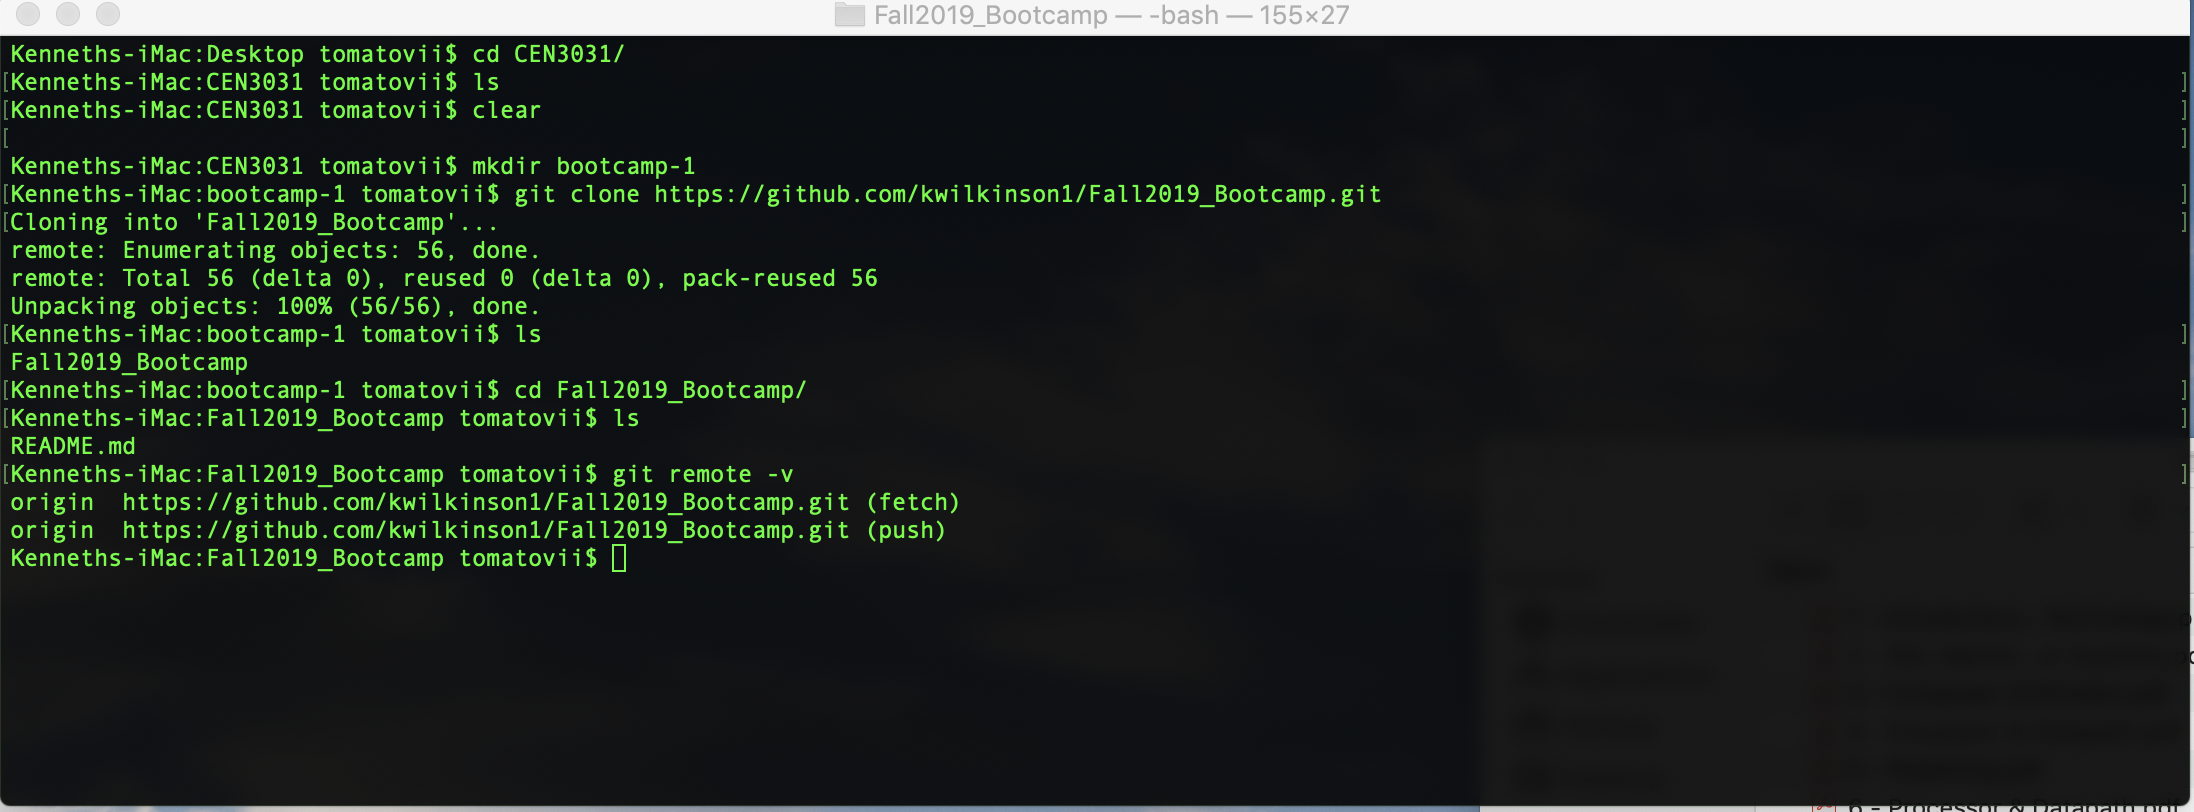 Fall2019_Bootcamp — -bash — 155×27
Kenneths-iMac:Desktop tomatovii$ cd CEN3031/
[Kenneths-iMac:CEN3031 tomatovii$ ls ]
[Kenneths-iMac:CEN3031 tomatovii$ clear ]
[ ]
Kenneths-iMac:CEN3031 tomatovii$ mkdir bootcamp-1
[Kenneths-iMac:bootcamp-1 tomatovii$ git clone https://github.com/kwilkinson1/Fall2019_Bootcamp.git ]
[Cloning into 'Fall2019_Bootcamp'... ]
remote: Enumerating objects: 56, done.
remote: Total 56 (delta 0), reused 0 (delta 0), pack-reused 56
Unpacking objects: 100% (56/56), done.
[Kenneths-iMac:bootcamp-1 tomatovii$ ls ]
Fall2019_Bootcamp
[Kenneths-iMac:bootcamp-1 tomatovii$ cd Fall2019_Bootcamp/ ]
[Kenneths-iMac:Fall2019_Bootcamp tomatovii$ ls ]
README.md
[Kenneths-iMac:Fall2019_Bootcamp tomatovii$ git remote -v ]
origin  https://github.com/kwilkinson1/Fall2019_Bootcamp.git (fetch)
origin  https://github.com/kwilkinson1/Fall2019_Bootcamp.git (push)
Kenneths-iMac:Fall2019_Bootcamp tomatovii$
6 - Processor & Datapath.pdf